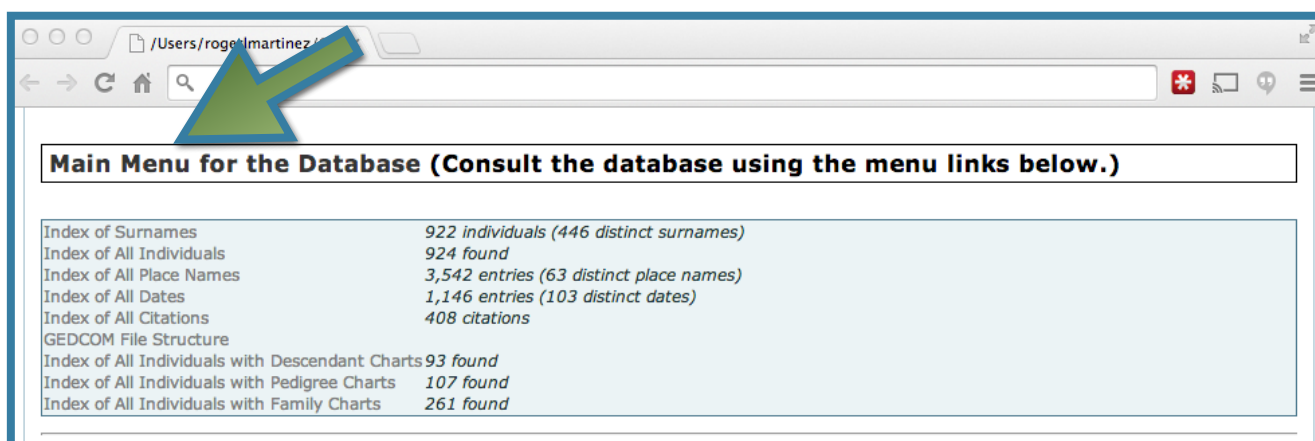 /Users/rogerlmartinez/
Main Menu for the Database (Consult the database using the menu links below.)
Index of Surnames 922 individuals (446 distinct surnames)
Index of All Individuals 924 found
Index of All Place Names 3,542 entries (63 distinct place names)
Index of All Dates 1,146 entries (103 distinct dates)
Index of All Citations 408 citations
GEDCOM File Structure
Index of All Individuals with Descendant Charts 93 found
Index of All Individuals with Pedigree Charts 107 found
Index of All Individuals with Family Charts 261 found